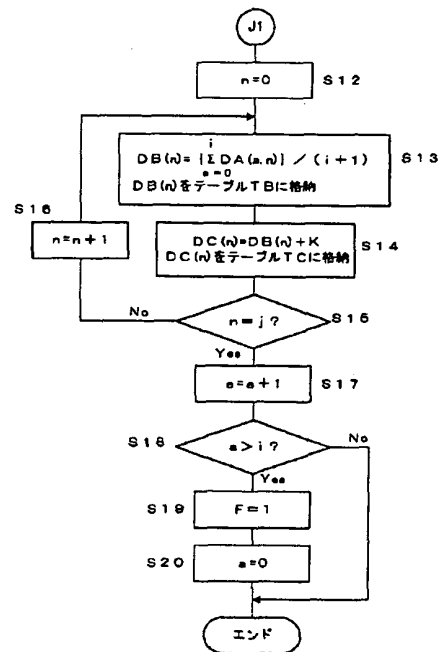 J1
n=0 S12
i
DB(n)={Σ DA(a,n)} / (i+1) S13
a=0
DB(n)をテーブルTBに格納
S16
n=n+1
DC(n)=DB(n)+K S14
DC(n)をテーブルTCに格納
No
n=j? S15
Yes
a=a+1 S17
S18 a>i? No
Yes
S19 F=1
S20 a=0
エンド